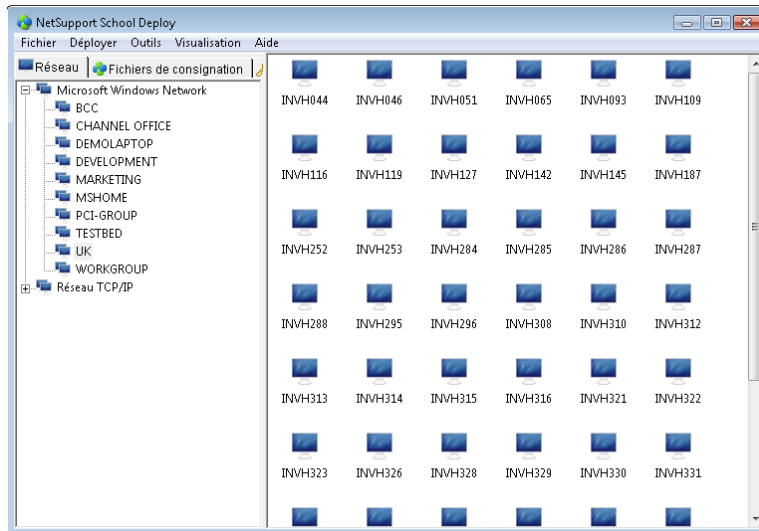 NetSupport School Deploy
Fichier Déployer Outils Visualisation Aide
Réseau Fichiers de consignation
Microsoft Windows Network
BCC
CHANNEL OFFICE
DEMOLAPTOP
DEVELOPMENT
MARKETING
MSHOME
PCI-GROUP
TESTBED
UK
WORKGROUP
Réseau TCP/IP
INVH044 INVH046 INVH051 INVH065 INVH093 INVH109
INVH116 INVH119 INVH127 INVH142 INVH145 INVH187
INVH252 INVH253 INVH284 INVH285 INVH286 INVH287
INVH288 INVH295 INVH296 INVH308 INVH310 INVH312
INVH313 INVH314 INVH315 INVH316 INVH321 INVH322
INVH323 INVH326 INVH328 INVH329 INVH330 INVH331